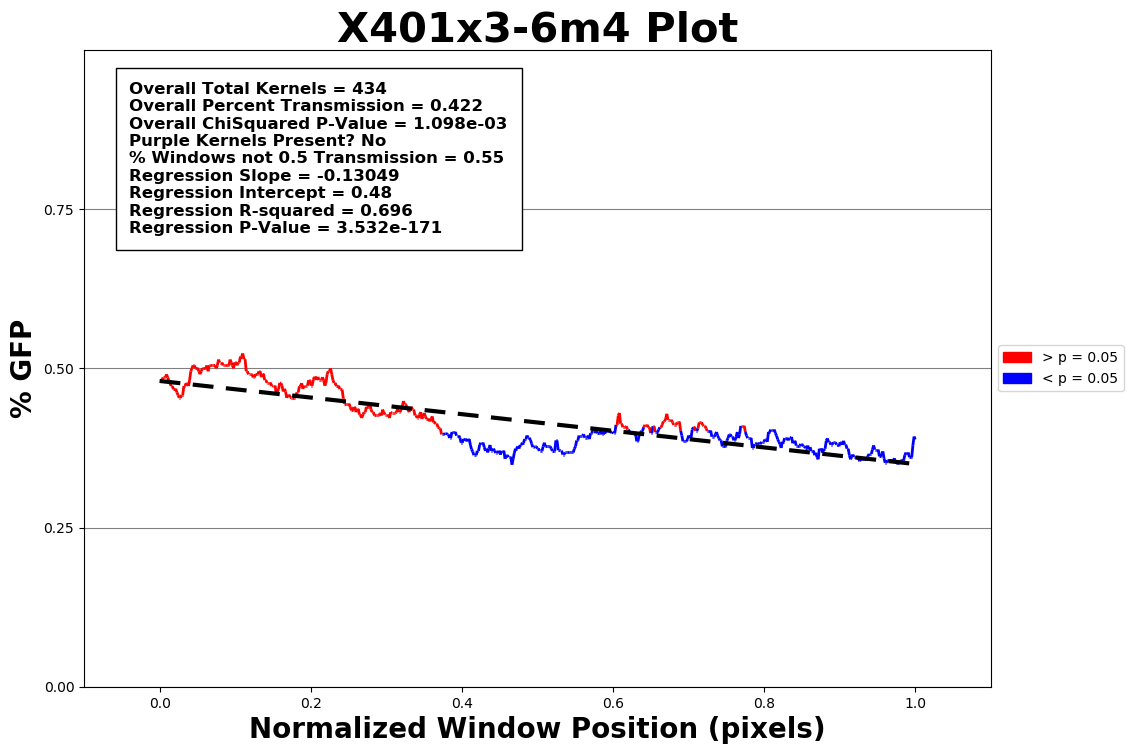 X401x3-6m4 Plot
Overall Total Kernels = 434
Overall Percent Transmission = 0.422
Overall ChiSquared P-Value = 1.098e-03
Purple Kernels Present? No
% Windows not 0.5 Transmission = 0.55
Regression Slope = -0.13049
Regression Intercept = 0.48
Regression R-squared = 0.696
Regression P-Value = 3.532e-171
% GFP
0.75
0.50
0.25
0.00
> p = 0.05
< p = 0.05
0.0 0.2 0.4 0.6 0.8 1.0
Normalized Window Position (pixels)